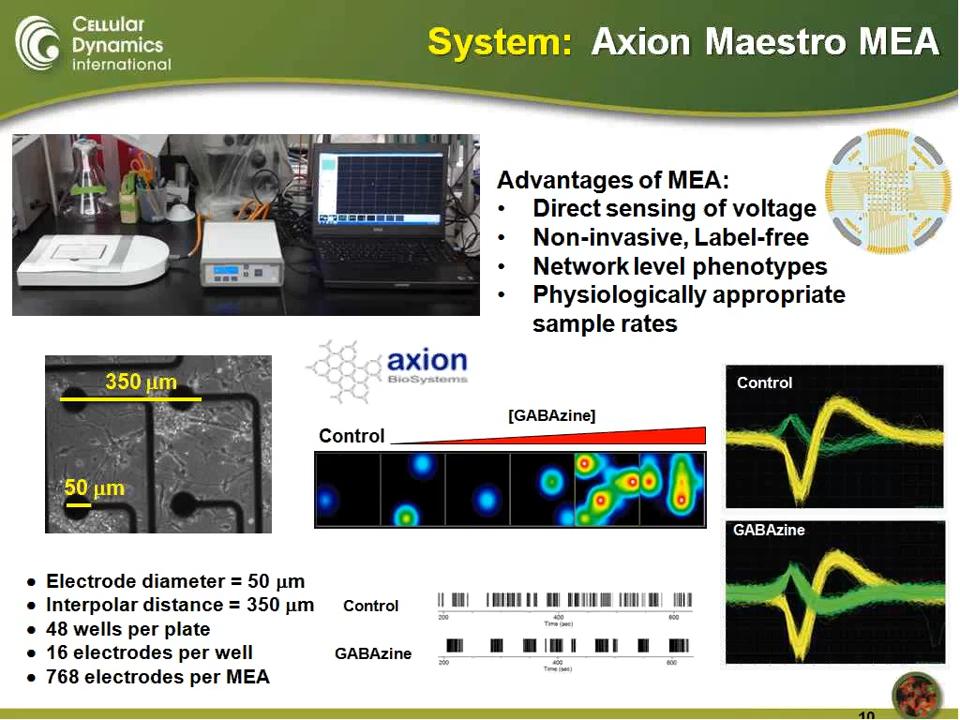 CELLular
Dynamics
international
System: Axion Maestro MEA
Advantages of MEA:
• Direct sensing of voltage
• Non-invasive, Label-free
• Network level phenotypes
• Physiologically appropriate
sample rates
350 μm
50 μm
axion
BioSystems
[GABAzine]
Control
Control
GABAzine
● Electrode diameter = 50 μm
● Interpolar distance = 350 μm
● 48 wells per plate
● 16 electrodes per well
● 768 electrodes per MEA
Control
200 400 600
Time (sec)
GABAzine
200 400 600
Time (sec)
10